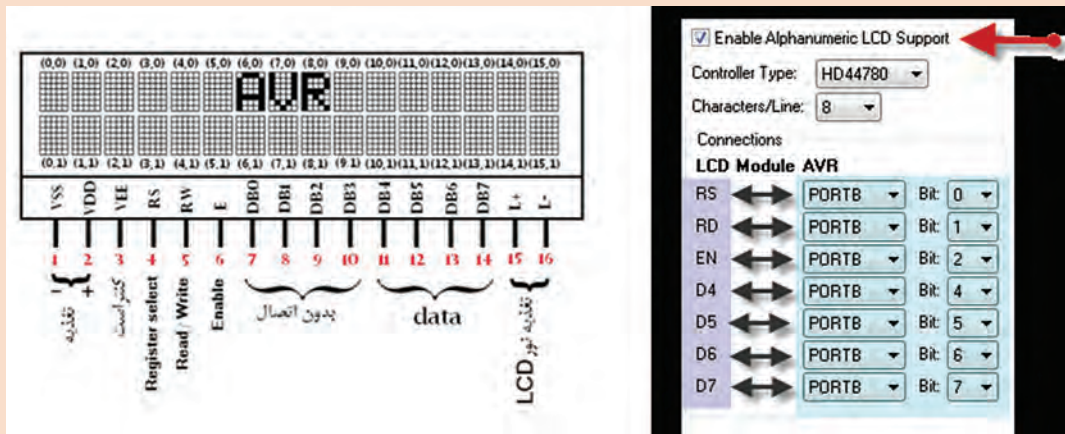 (0,0) (1,0) (2,0) (3,0) (4,0) (5,0) (6,0) (7,0) (8,0) (9,0) (10,0) (11,0) (12,0) (13,0) (14,0) (15,0)
AVR
(0,1) (1,1) (2,1) (3,1) (4,1) (5,1) (6,1) (7,1) (8,1) (9,1) (10,1) (11,1) (12,1) (13,1) (14,1) (15,1)
VSS VDD VEE RS RW E DB0 DB1 DB2 DB3 DB4 DB5 DB6 DB7 L+ L-
1 2 3 4 5 6 7 8 9 10 11 12 13 14 15 16
- +
تغذیه
کنتراست
Register select
Read / Write
Enable
بدون اتصال
data
تغذیه نور LCD
Enable Alphanumeric LCD Support
Controller Type: HD44780
Characters/Line: 8
Connections
LCD Module AVR
RS PORTB Bit: 0
RD PORTB Bit: 1
EN PORTB Bit: 2
D4 PORTB Bit: 4
D5 PORTB Bit: 5
D6 PORTB Bit: 6
D7 PORTB Bit: 7